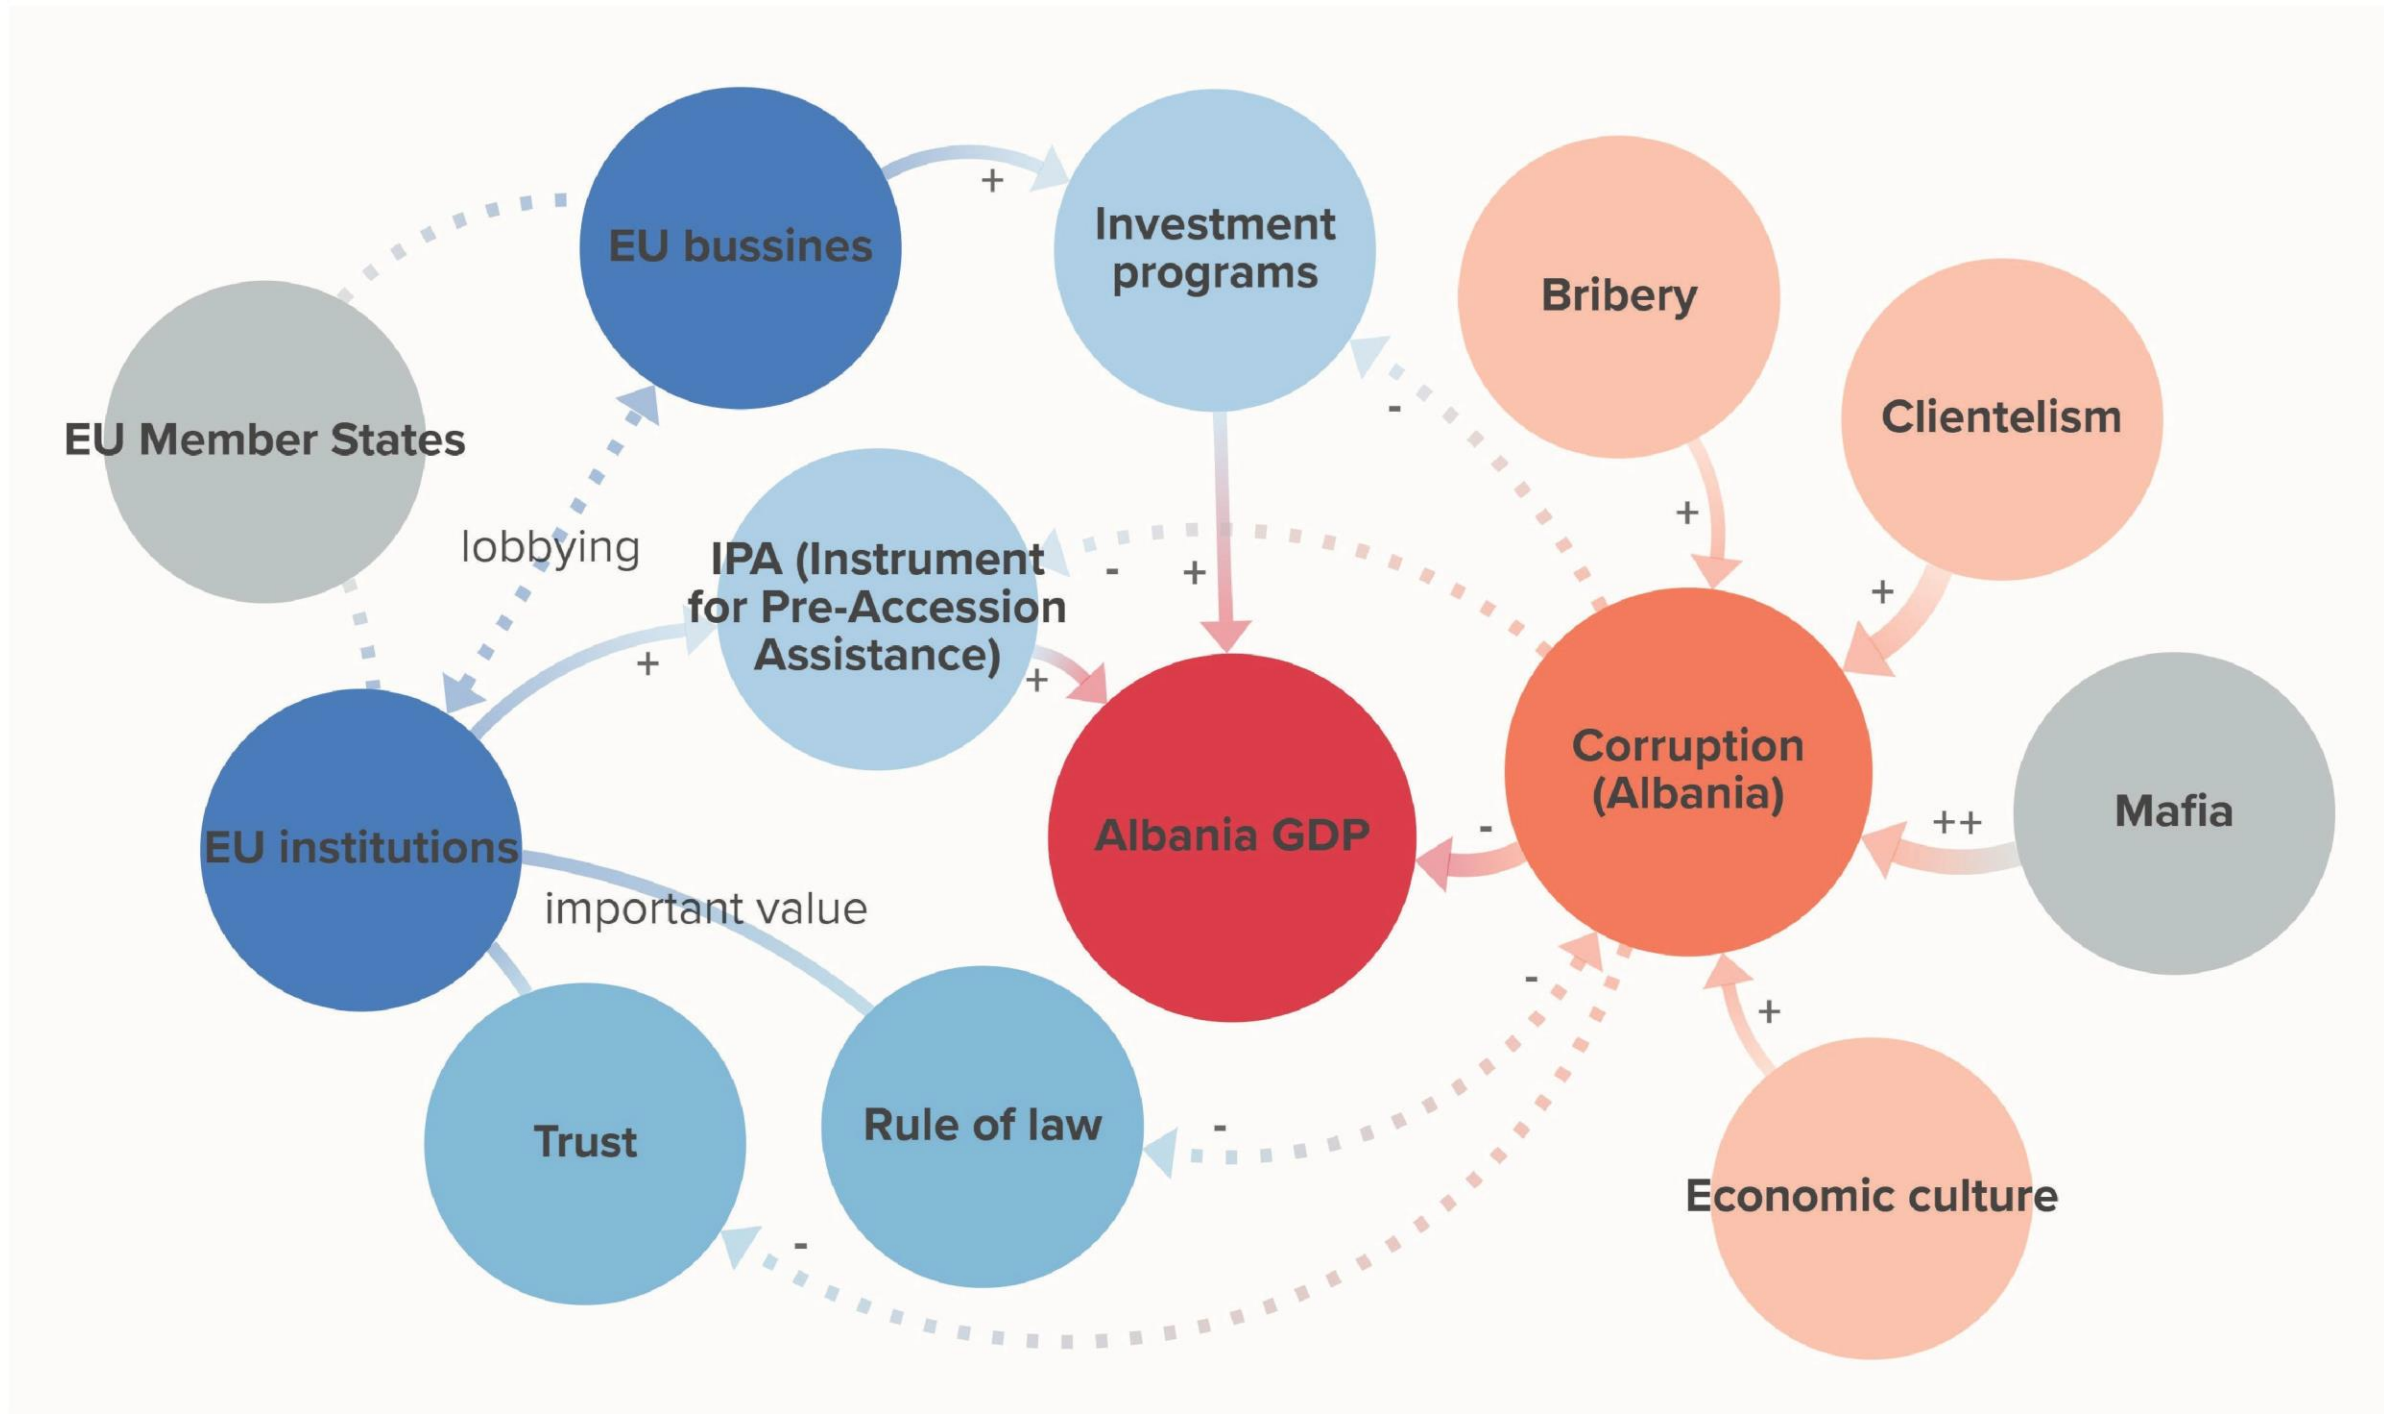 EU bussines
+
Investment
programs
Bribery
Clientelism
EU Member States
-
+
+
lobbying
IPA (Instrument
for Pre-Accession
Assistance)
-
+
+
+
EU institutions
important value
Albania GDP
-
Corruption
(Albania)
++
Mafia
-
+
Trust
Rule of law
-
Economic culture
-